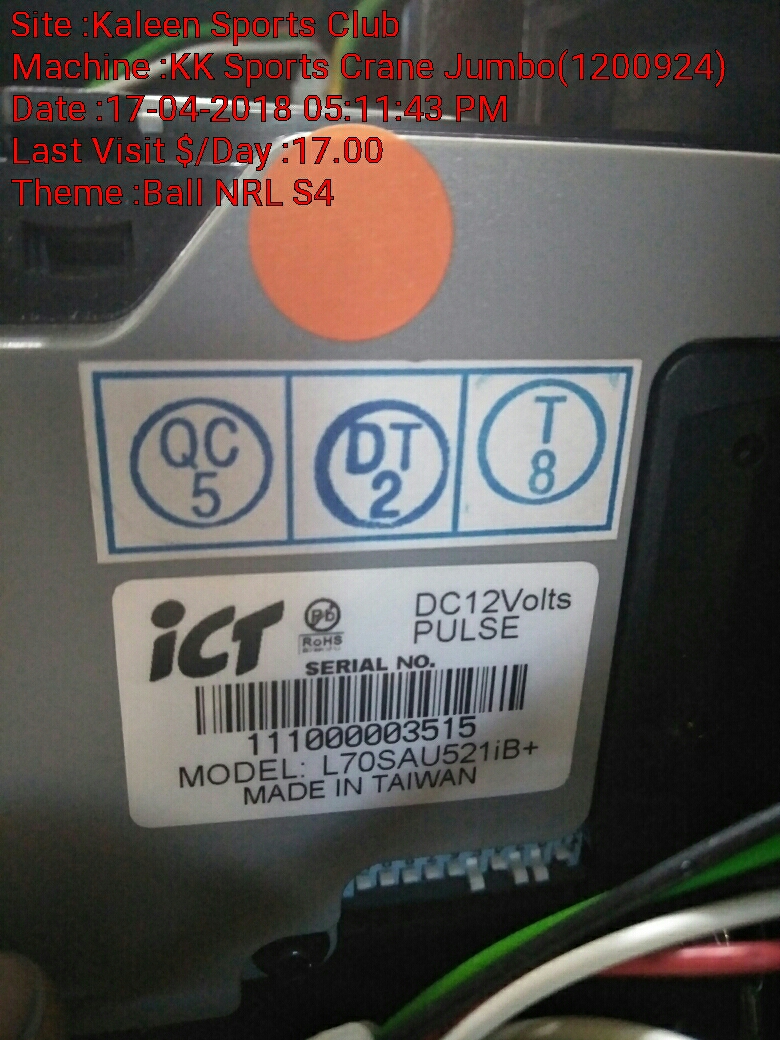 Site :Kaleen Sports Club
Machine :KK Sports Crane Jumbo(1200924)
Date :17-04-2018 05:11:43 PM
Last Visit $/Day :17.00
Theme :Ball NRL S4
QC
5
DT
2
T
8
iCT
Pb
RoHS
DC12Volts
PULSE
SERIAL NO.
111000003515
MODEL: L70SAU521iB+
MADE IN TAIWAN